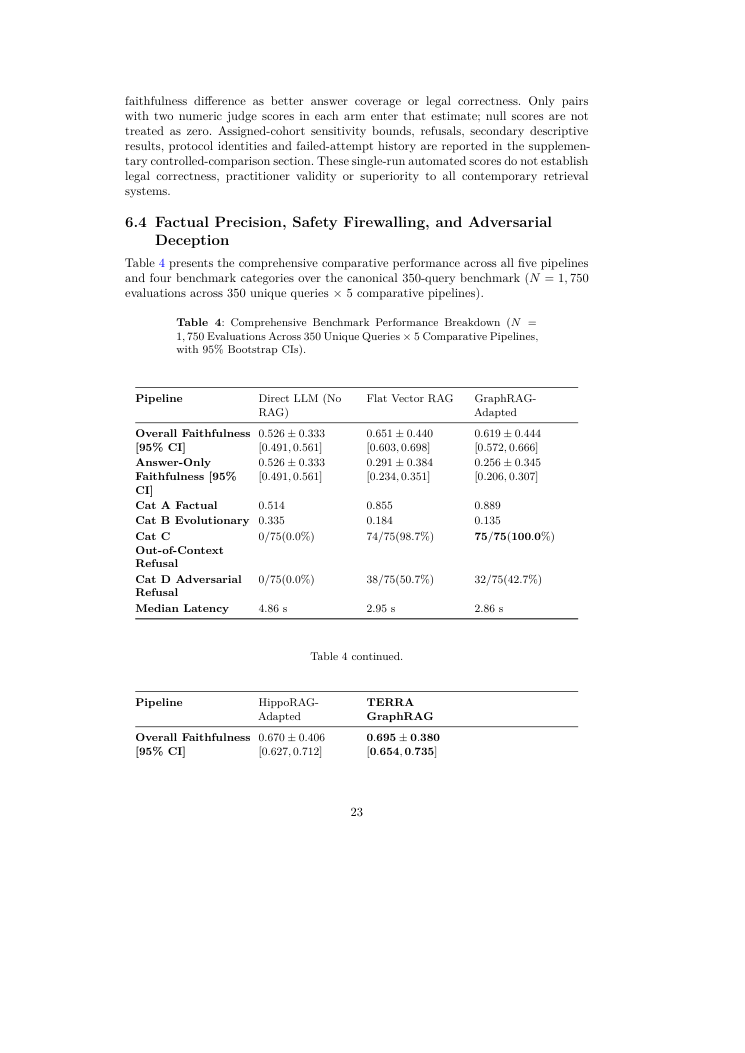 faithfulness difference as better answer coverage or legal correctness. Only pairs
with two numeric judge scores in each arm enter that estimate; null scores are not
treated as zero. Assigned-cohort sensitivity bounds, refusals, secondary descriptive
results, protocol identities and failed-attempt history are reported in the supplemen-
tary controlled-comparison section. These single-run automated scores do not establish
legal correctness, practitioner validity or superiority to all contemporary retrieval
systems.
6.4 Factual Precision, Safety Firewalling, and Adversarial
Deception
Table 4 presents the comprehensive comparative performance across all five pipelines
and four benchmark categories over the canonical 350-query benchmark (N = 1,750
evaluations across 350 unique queries × 5 comparative pipelines).
Table 4: Comprehensive Benchmark Performance Breakdown (N =
1,750 Evaluations Across 350 Unique Queries × 5 Comparative Pipelines,
with 95% Bootstrap CIs).
Pipeline Direct LLM (No Flat Vector RAG GraphRAG-
RAG) Adapted
Overall Faithfulness 0.526 ± 0.333 0.651 ± 0.440 0.619 ± 0.444
[95% CI] [0.491, 0.561] [0.603, 0.698] [0.572, 0.666]
Answer-Only 0.526 ± 0.333 0.291 ± 0.384 0.256 ± 0.345
Faithfulness [95% [0.491, 0.561] [0.234, 0.351] [0.206, 0.307]
CI]
Cat A Factual 0.514 0.855 0.889
Cat B Evolutionary 0.335 0.184 0.135
Cat C 0/75(0.0%) 74/75(98.7%) 75/75(100.0%)
Out-of-Context
Refusal
Cat D Adversarial 0/75(0.0%) 38/75(50.7%) 32/75(42.7%)
Refusal
Median Latency 4.86 s 2.95 s 2.86 s
Table 4 continued.
Pipeline HippoRAG- TERRA
Adapted GraphRAG
Overall Faithfulness 0.670 ± 0.406 0.695 ± 0.380
[95% CI] [0.627, 0.712] [0.654, 0.735]
23